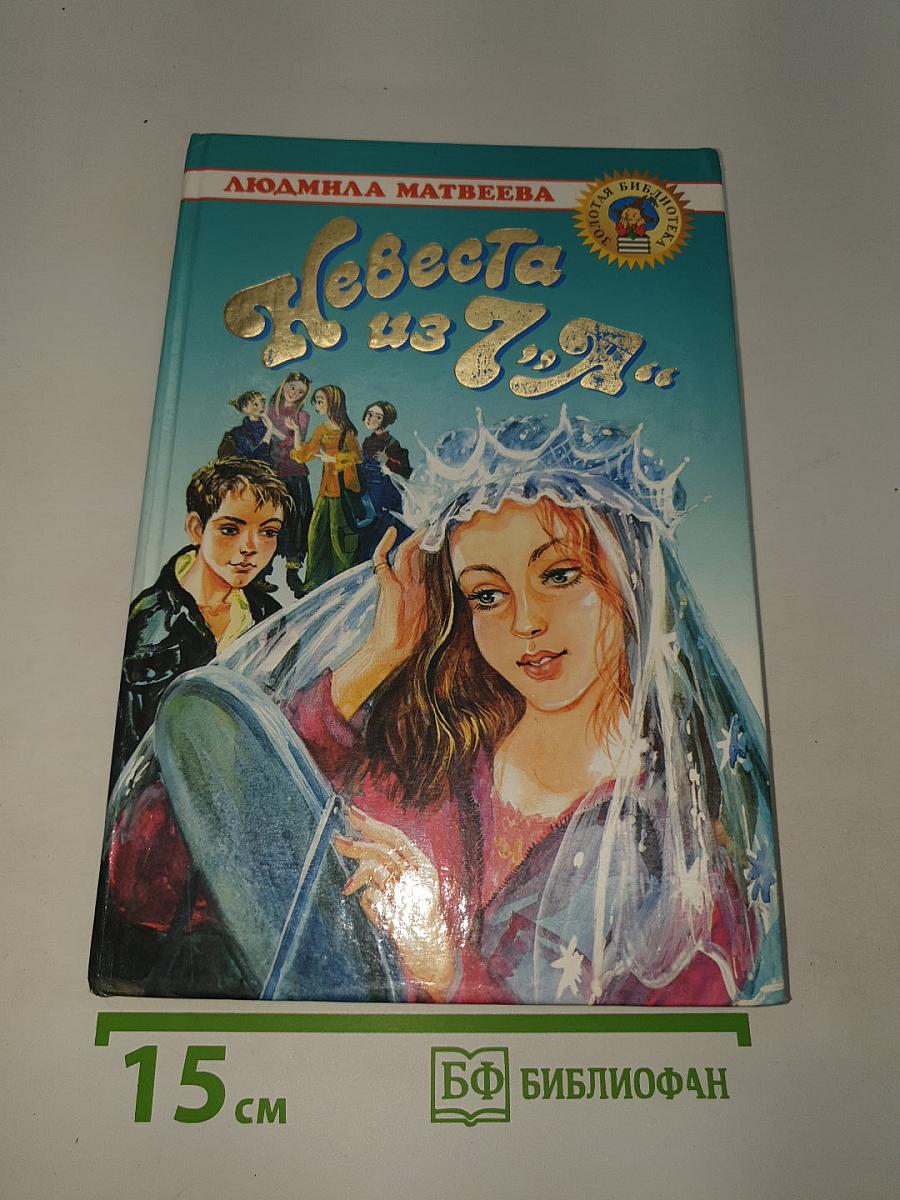 ЛЮДМИЛА МАТВЕЕВА
ЗОЛОТАЯ БИБЛИОТЕКА
Невеста
из 7 „А“
15 см
БФ БИБЛИОФАН